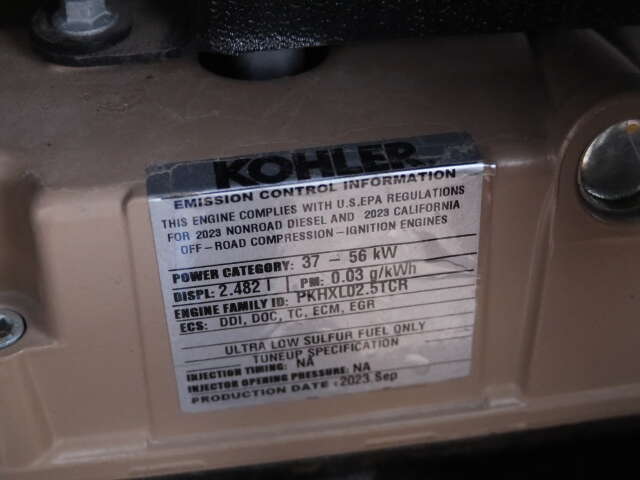 KOHLER
EMISSION CONTROL INFORMATION
THIS ENGINE COMPLIES WITH U.S.EPA REGULATIONS
FOR 2023 NONROAD DIESEL AND 2023 CALIFORNIA
OFF-ROAD COMPRESSION-IGNITION ENGINES
POWER CATEGORY: 37 - 56 kW
DISPL: 2.482 l PM: 0.03 g/kWh
ENGINE FAMILY ID: PKHXL02.5TCR
ECS: DDI, DOC, TC, ECM, EGR
ULTRA LOW SULFUR FUEL ONLY
TUNEUP SPECIFICATION
INJECTION TIMING: NA
INJECTOR OPENING PRESSURE: NA
PRODUCTION DATE :2023 Sep